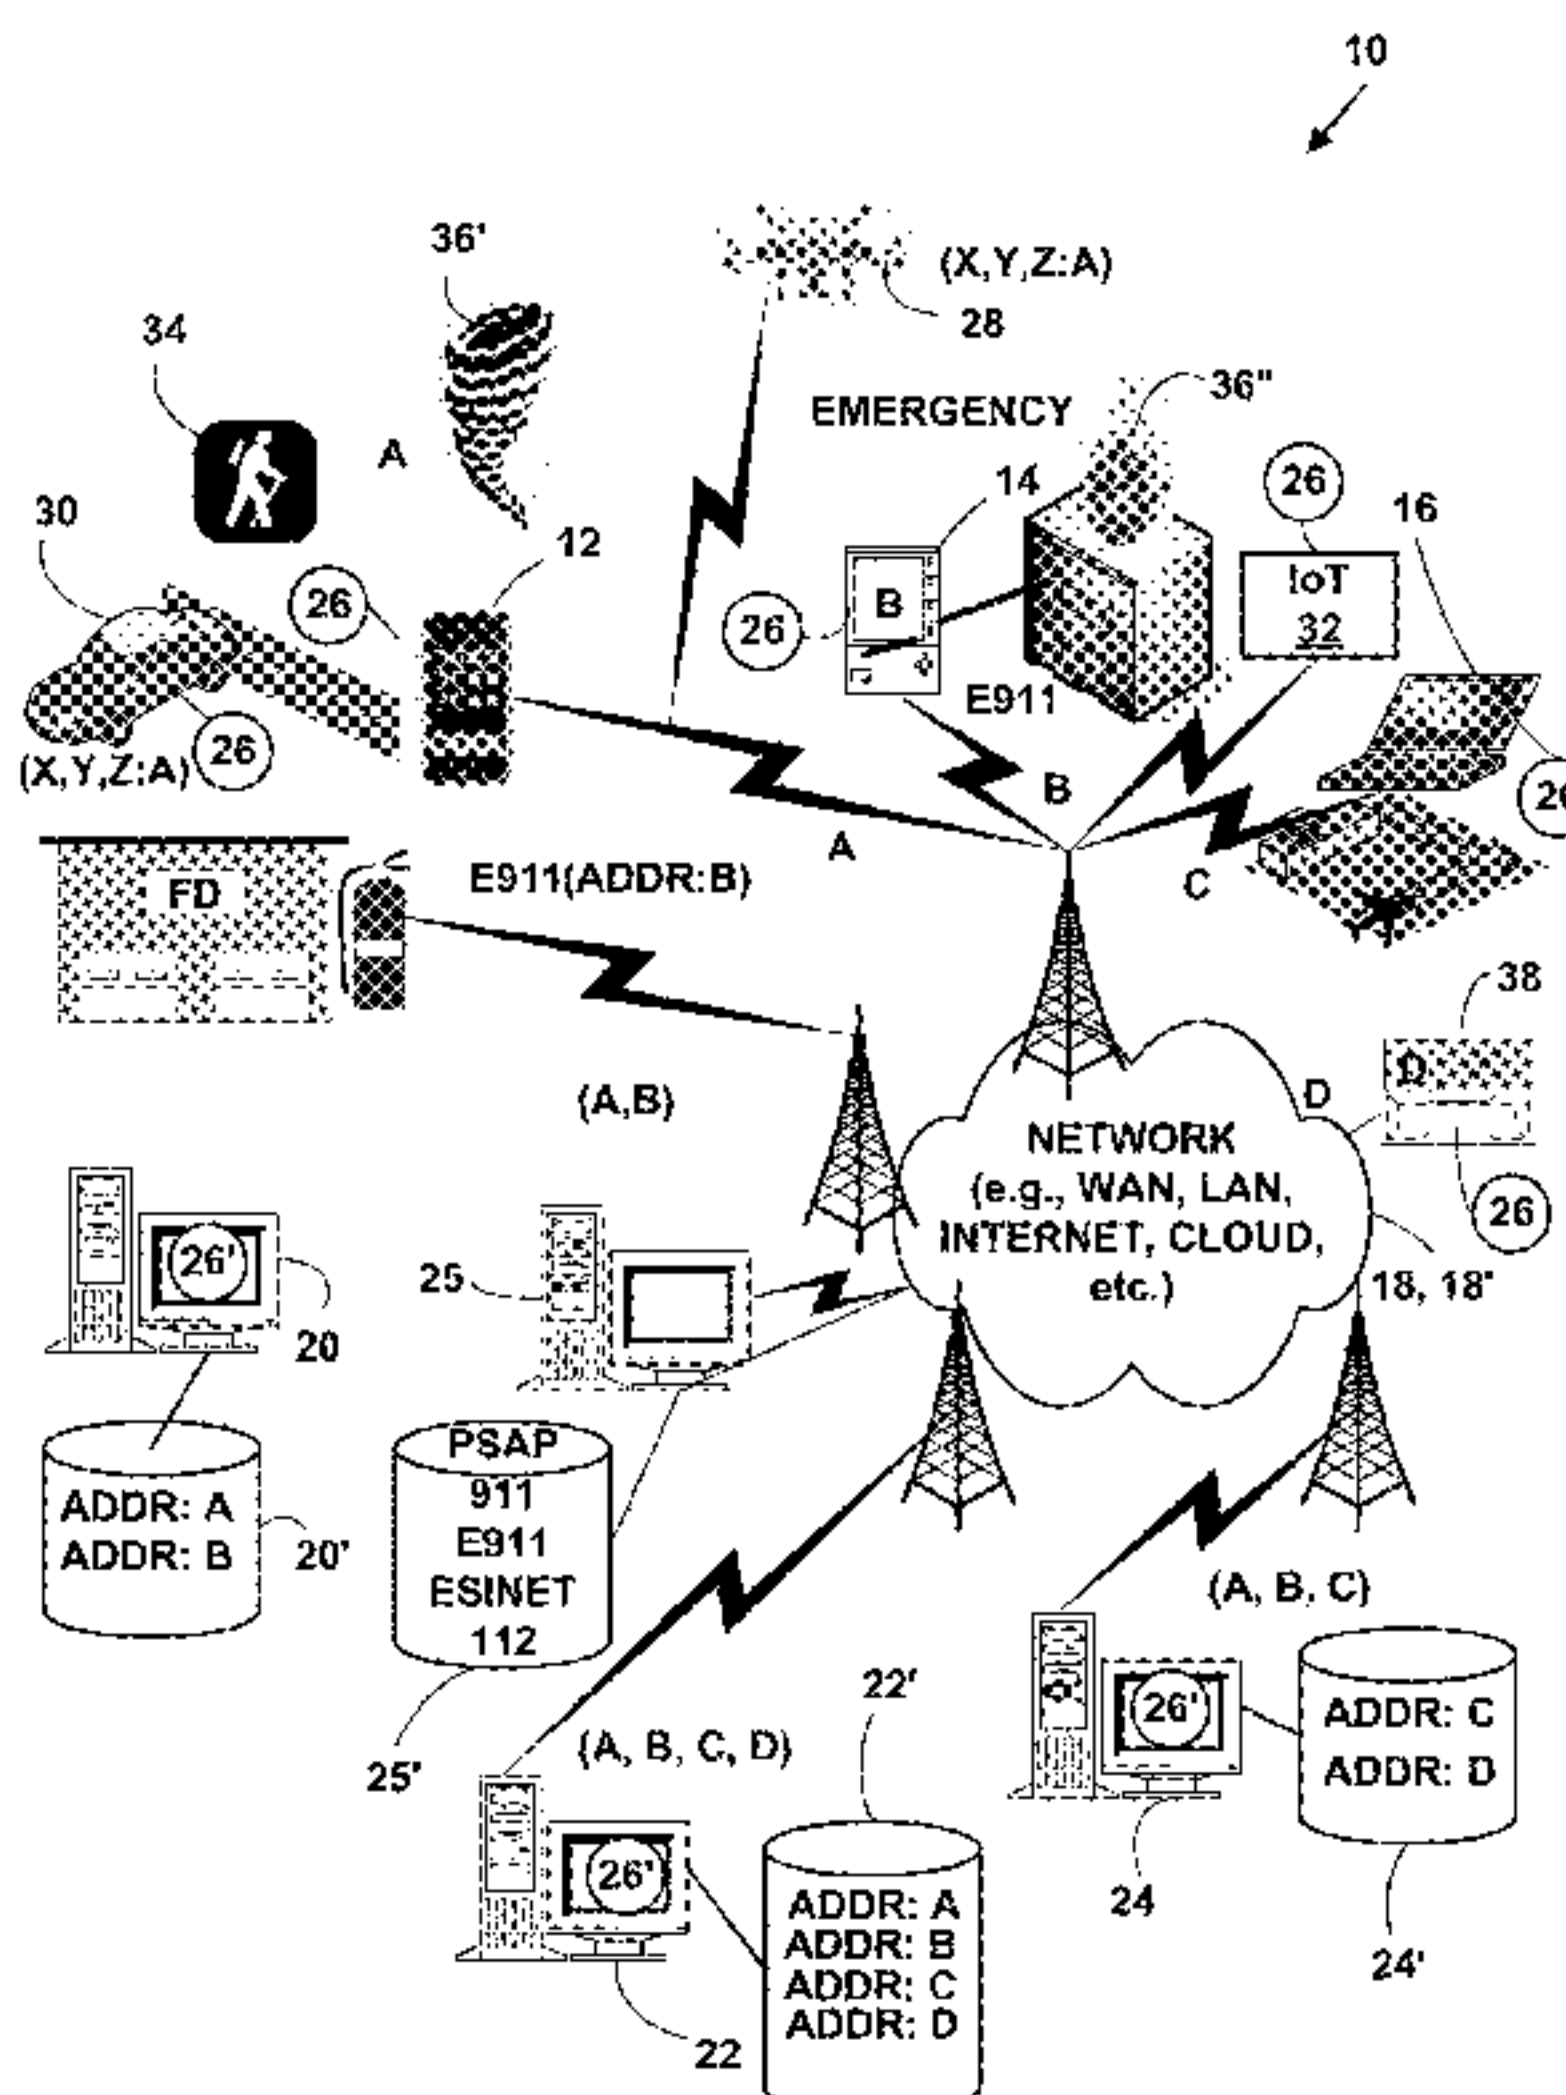 10
36'
(X,Y,Z:A)
28
34
EMERGENCY
36"
A
26
14
16
30
12
IoT
32
26
B
26
E911
26
(X,Y,Z:A)
B
A
C
FD
E911(ADDR:B)
38
(A,B)
D
D
NETWORK
(e.g., WAN, LAN,
INTERNET, CLOUD,
etc.)
26
26'
25
18, 18'
20
PSAP
911
E911
ESINET
112
ADDR: A
ADDR: B
20'
(A, B, C)
22'
26'
ADDR: C
ADDR: D
25'
(A, B, C, D)
26'
24
ADDR: A
ADDR: B
ADDR: C
ADDR: D
24'
22